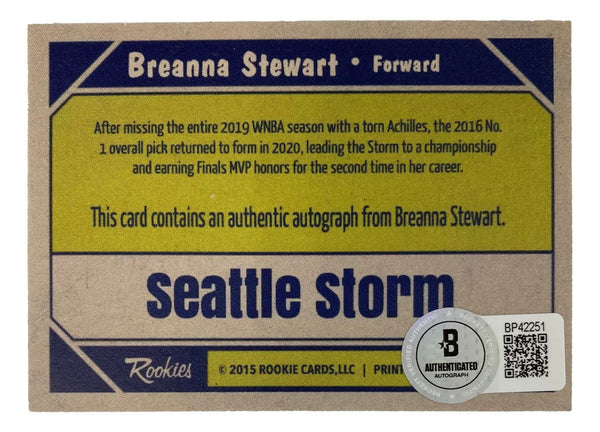 Breanna Stewart • Forward
After missing the entire 2019 WNBA season with a torn Achilles, the 2016 No.
1 overall pick returned to form in 2020, leading the Storm to a championship
and earning Finals MVP honors for the second time in her career.
This card contains an authentic autograph from Breanna Stewart.
seattle storm
Rookies
© 2015 ROOKIE CARDS,LLC | PRINT
B
AUTHENTICATED
AUTOGRAPH
BP42251